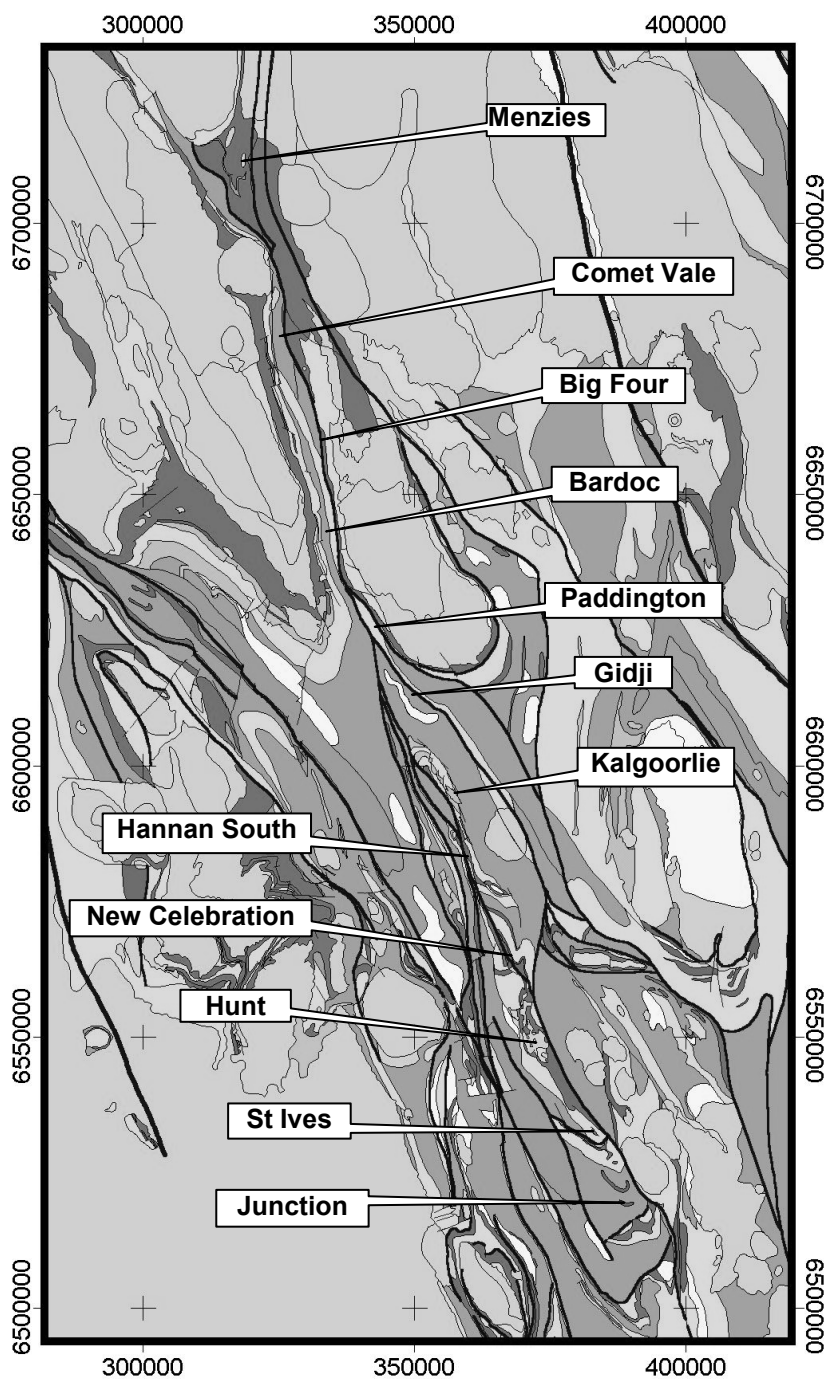 300000 350000 400000
Menzies
6700000 6700000
Comet Vale
Big Four
6650000 6650000
Bardoc
Paddington
Gidji
6600000 6600000
Kalgoorlie
Hannan South
New Celebration
Hunt
6550000 6550000
St Ives
Junction
6500000 6500000
300000 350000 400000